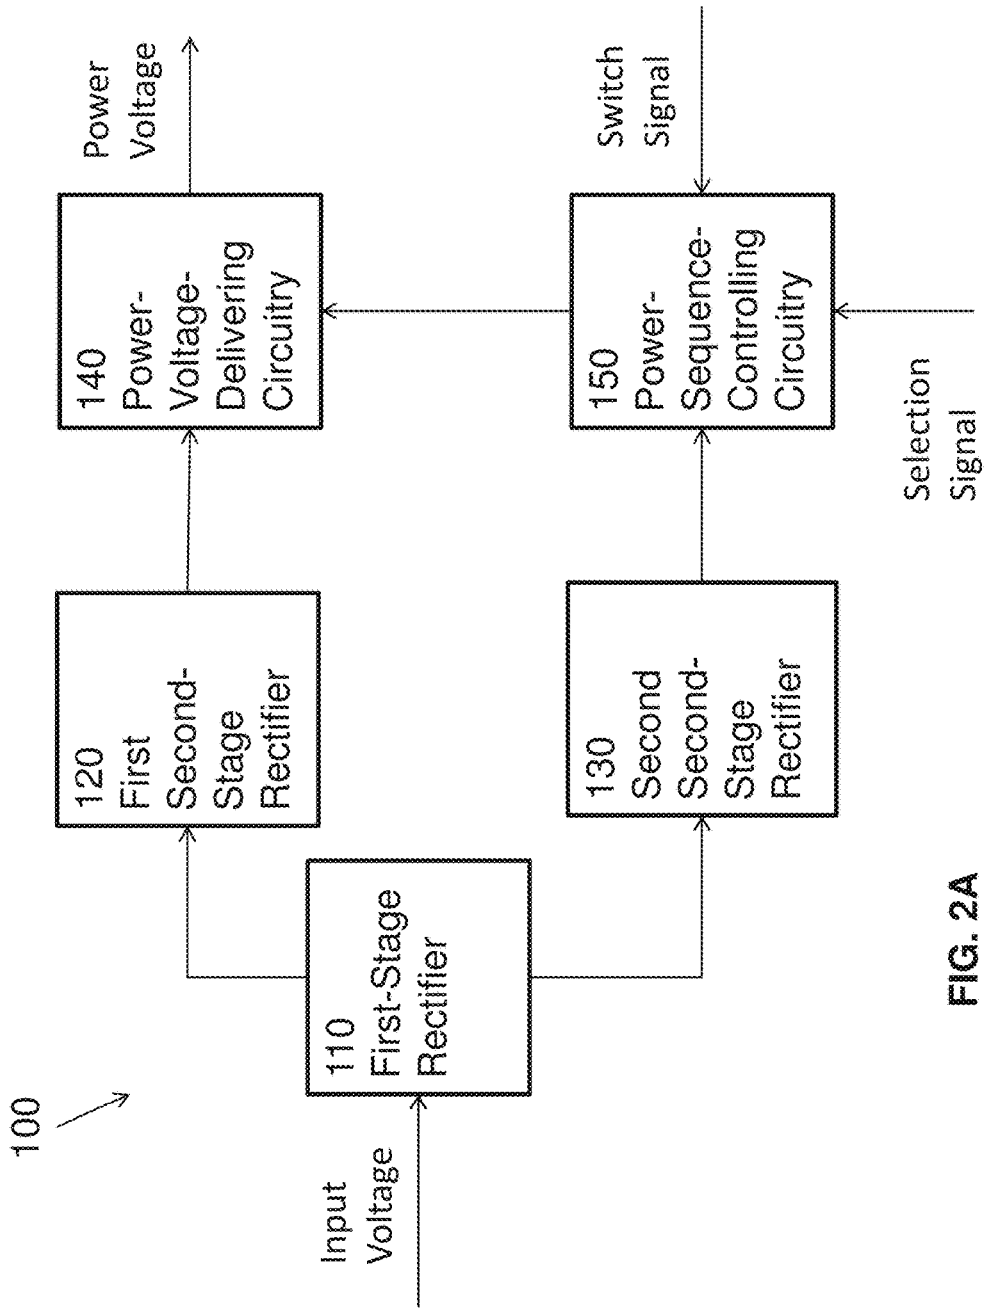 100
Input
Voltage
110
First-Stage
Rectifier
120
First
Second-
Stage
Rectifier
130
Second
Second-
Stage
Rectifier
140
Power-
Voltage-
Delivering
Circuitry
150
Power-
Sequence-
Controlling
Circuitry
Power
Voltage
Switch
Signal
Selection
Signal
FIG. 2A